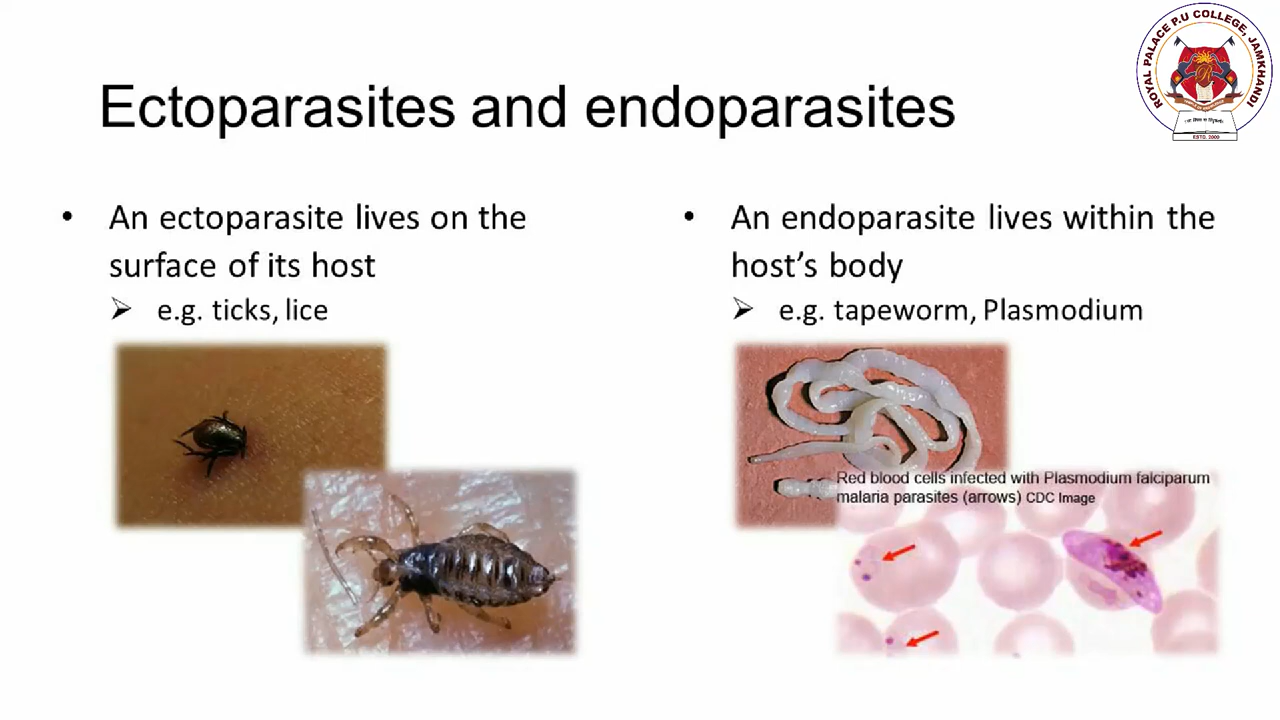 ROYAL PALACE P.U COLLEGE, JAMKHANDI
ESTD. 2009
Ectoparasites and endoparasites
• An ectoparasite lives on the
surface of its host
➢ e.g. ticks, lice
• An endoparasite lives within the
host’s body
➢ e.g. tapeworm, Plasmodium
Red blood cells infected with Plasmodium falciparum
malaria parasites (arrows) CDC Image